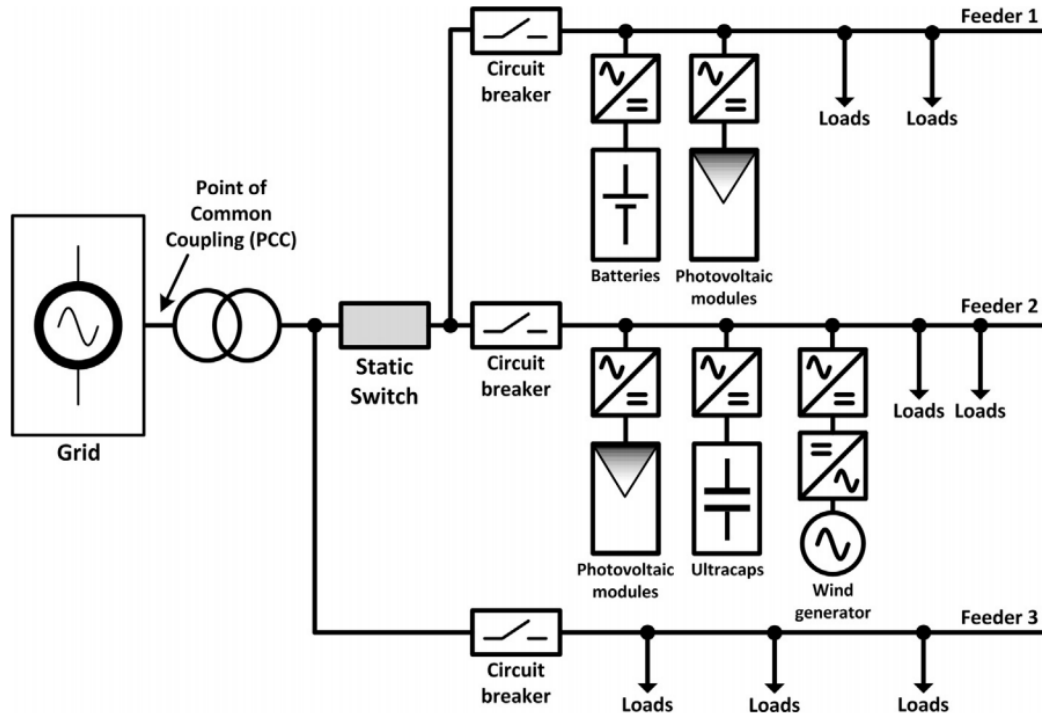 Feeder 1
Circuit
breaker
Loads
Loads
Point of
Common
Coupling (PCC)
Batteries
Photovoltaic
modules
Grid
Static
Switch
Feeder 2
Circuit
breaker
Loads
Loads
Photovoltaic
modules
Ultracaps
Wind
generator
Feeder 3
Circuit
breaker
Loads
Loads
Loads